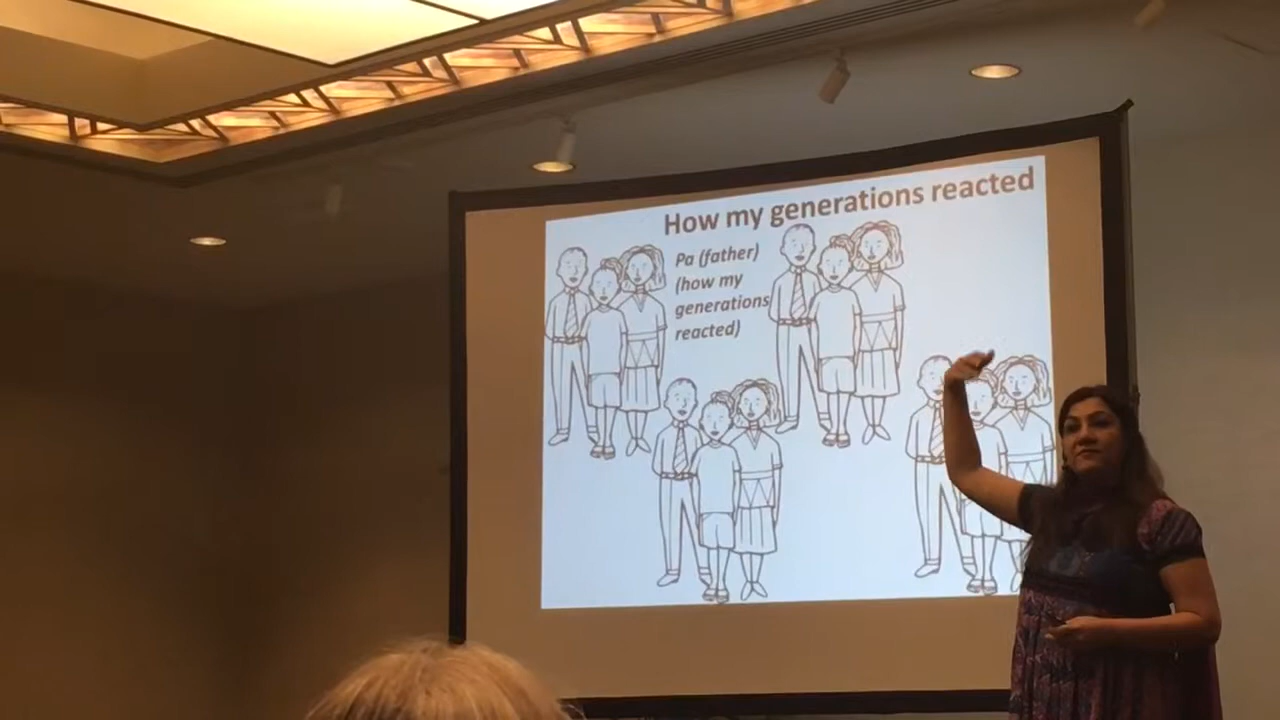 How my generations reacted
Pa (father)
(how my
generations
reacted)